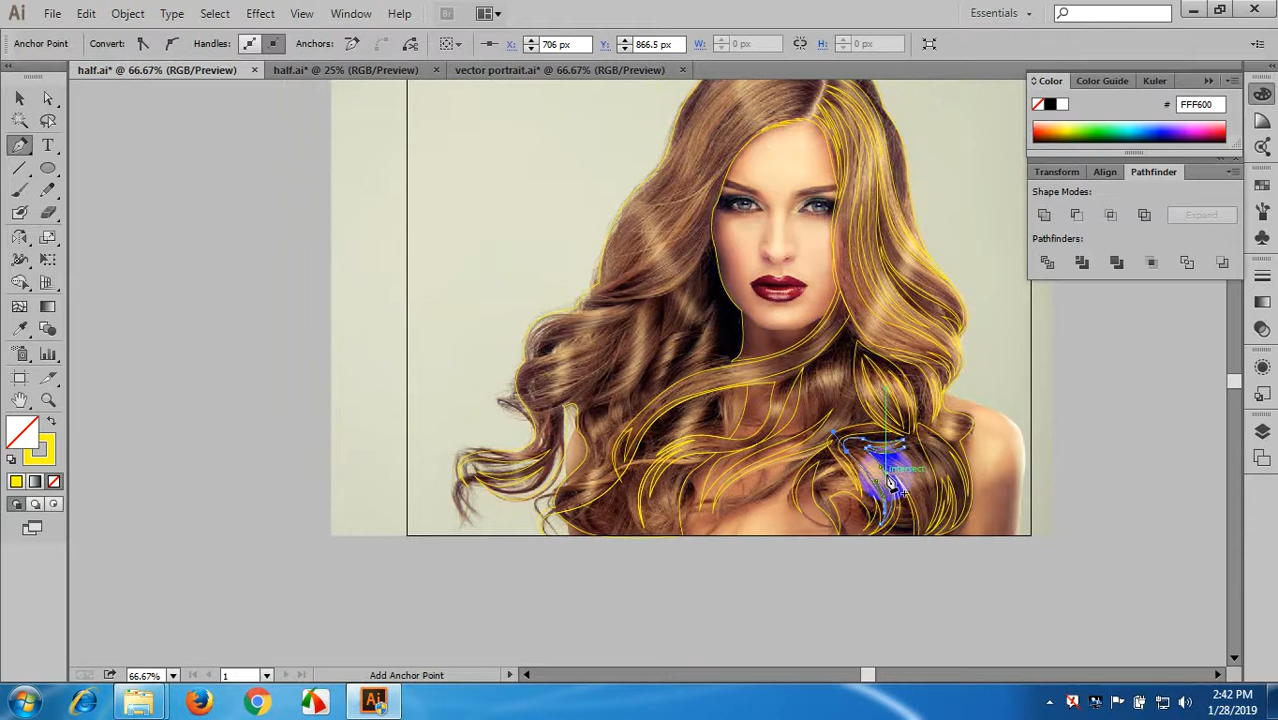 Ai File Edit Object Type Select Effect View Window Help Br Essentials
Anchor Point Convert: Handles: Anchors: X: 706 px Y: 866.5 px W: 0 px H: 0 px
half.ai* @ 66.67% (RGB/Preview) half.ai* @ 25% (RGB/Preview) vector portrait.ai* @ 66.67% (RGB/Preview)
Color Color Guide Kuler
# FFF600
Transform Align Pathfinder
Shape Modes:
Expand
Pathfinders:
intersect
66.67% 1 Add Anchor Point
Ai 2:42 PM
1/28/2019